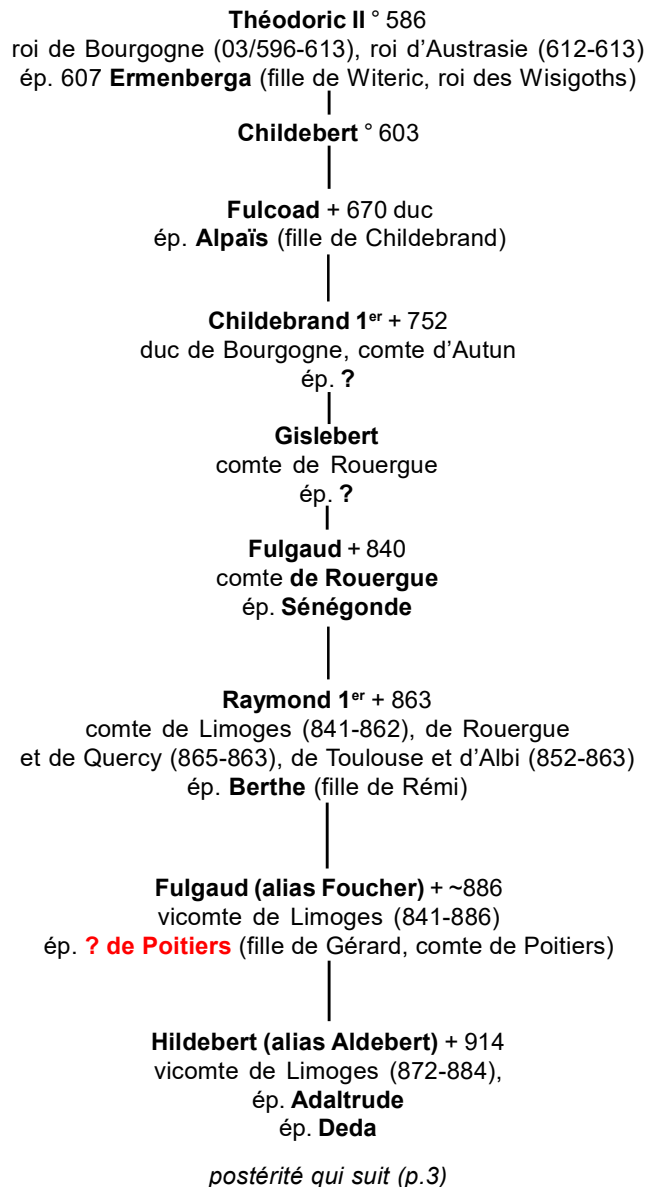 Théodoric II ° 586
roi de Bourgogne (03/596-613), roi d'Austrasie (612-613)
ép. 607 Ermenberga (fille de Witeric, roi des Wisigoths)
Childebert ° 603
Fulcoad + 670 duc
ép. Alpaïs (fille de Childebrand)
Childebrand 1er + 752
duc de Bourgogne, comte d'Autun
ép. ?
Gislebert
comte de Rouergue
ép. ?
Fulgaud + 840
comte de Rouergue
ép. Sénégonde
Raymond 1er + 863
comte de Limoges (841-862), de Rouergue
et de Quercy (865-863), de Toulouse et d'Albi (852-863)
ép. Berthe (fille de Rémi)
Fulgaud (alias Foucher) + ~886
vicomte de Limoges (841-886)
ép. ? de Poitiers (fille de Gérard, comte de Poitiers)
Hildebert (alias Aldebert) + 914
vicomte de Limoges (872-884),
ép. Adaltrude
ép. Deda
postérité qui suit (p.3)